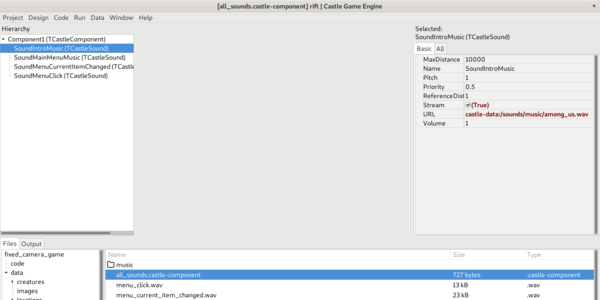 [all_sounds.castle-component] rift | Castle Game Engine
Project Design Code Run Data Window Help
Hierarchy
Component1 (TCastleComponent)
SoundIntroMusic (TCastleSound)
SoundMainMenuMusic (TCastleSound)
SoundMenuCurrentItemChanged (TCastle
SoundMenuClick (TCastleSound)
Selected:
SoundIntroMusic (TCastleSound)
Basic All
MaxDistance 10000
Name SoundIntroMusic
Pitch 1
Priority 0.5
ReferenceDist 1
Stream (True)
URL castle-data:/sounds/music/among_us.wav
Volume 1
Files Output
fixed_camera_game
code
data
creatures
images
locations
Name Size Type
music
all_sounds.castle-component 727 bytes .castle-component
menu_click.wav 13 kB .wav
menu_current_item_changed.wav 23 kB .wav